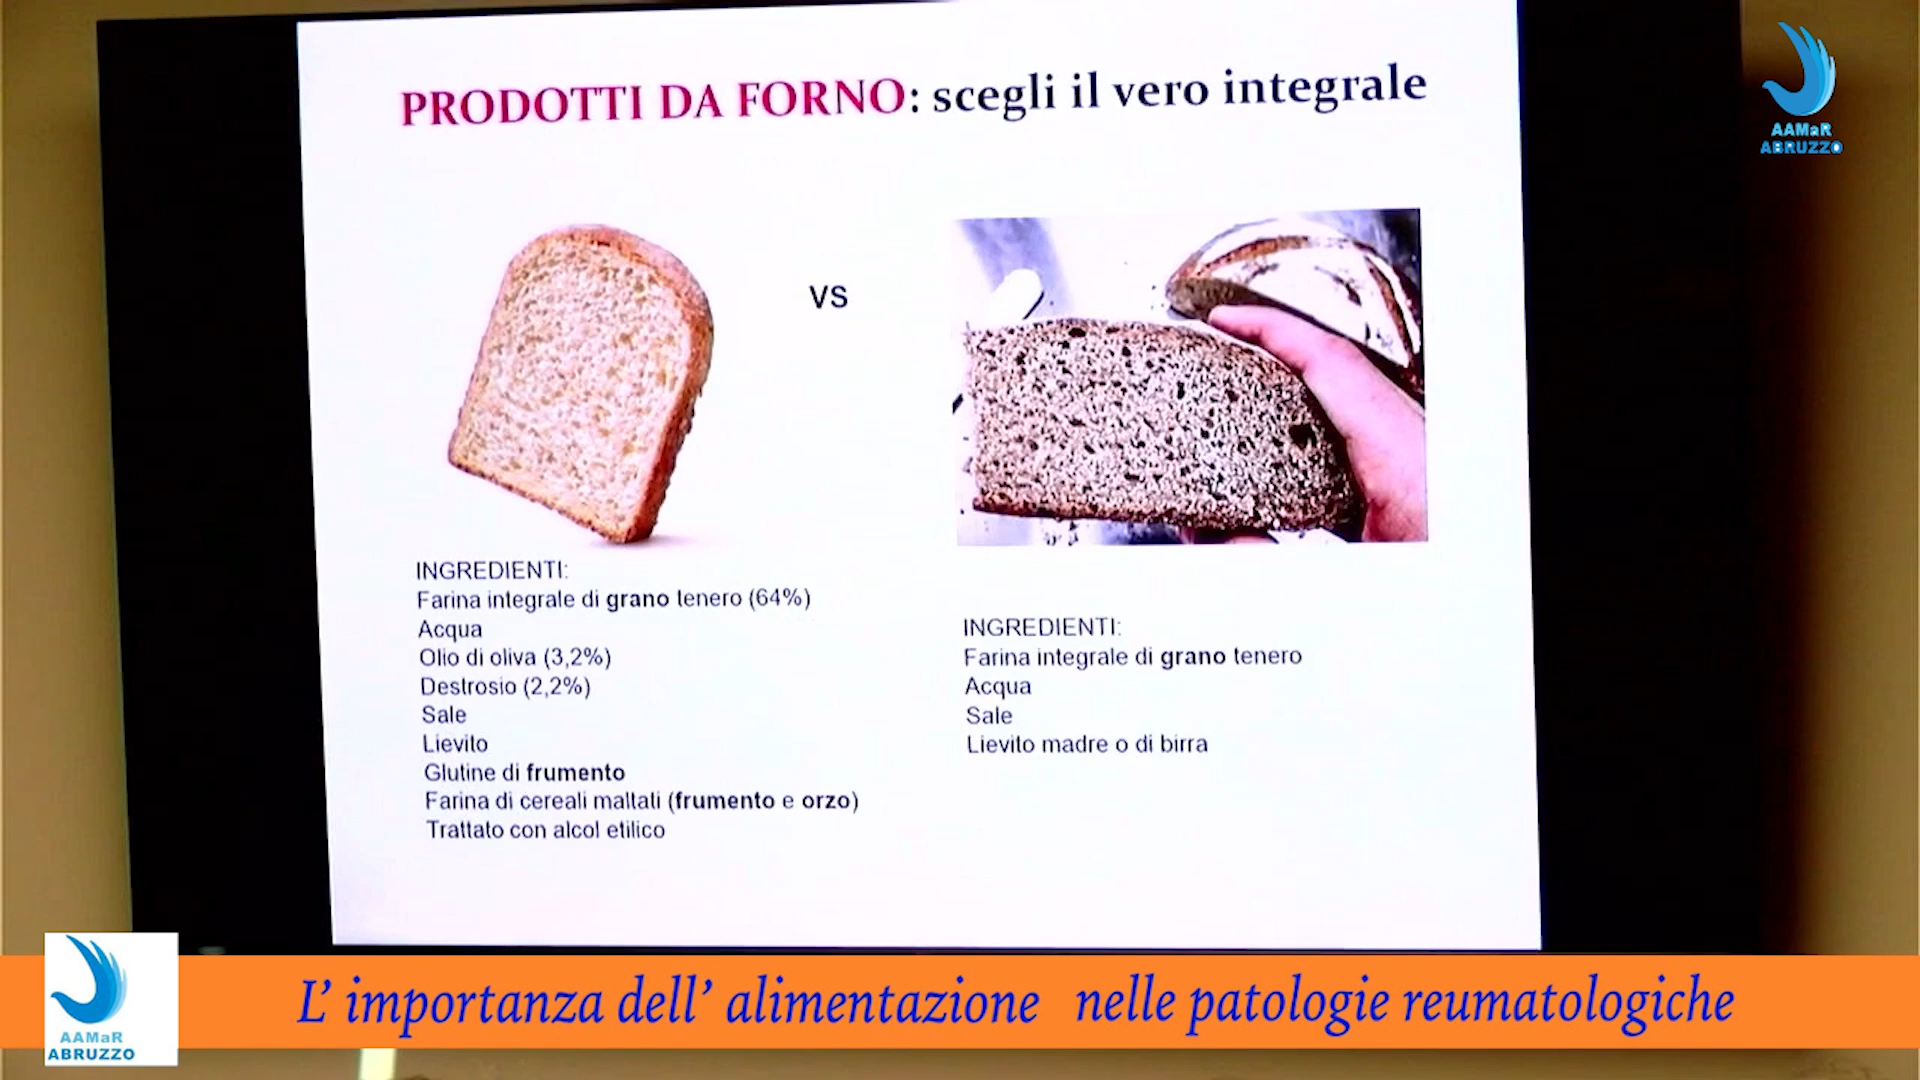 PRODOTTI DA FORNO: scegli il vero integrale
AAMaR
ABRUZZO
vs
INGREDIENTI:
Farina integrale di grano tenero (64%)
Acqua
Olio di oliva (3,2%)
Destrosio (2,2%)
Sale
Lievito
Glutine di frumento
Farina di cereali maltati (frumento e orzo)
Trattato con alcol etilico
INGREDIENTI:
Farina integrale di grano tenero
Acqua
Sale
Lievito madre o di birra
AAMaR
ABRUZZO
L' importanza dell' alimentazione nelle patologie reumatologiche